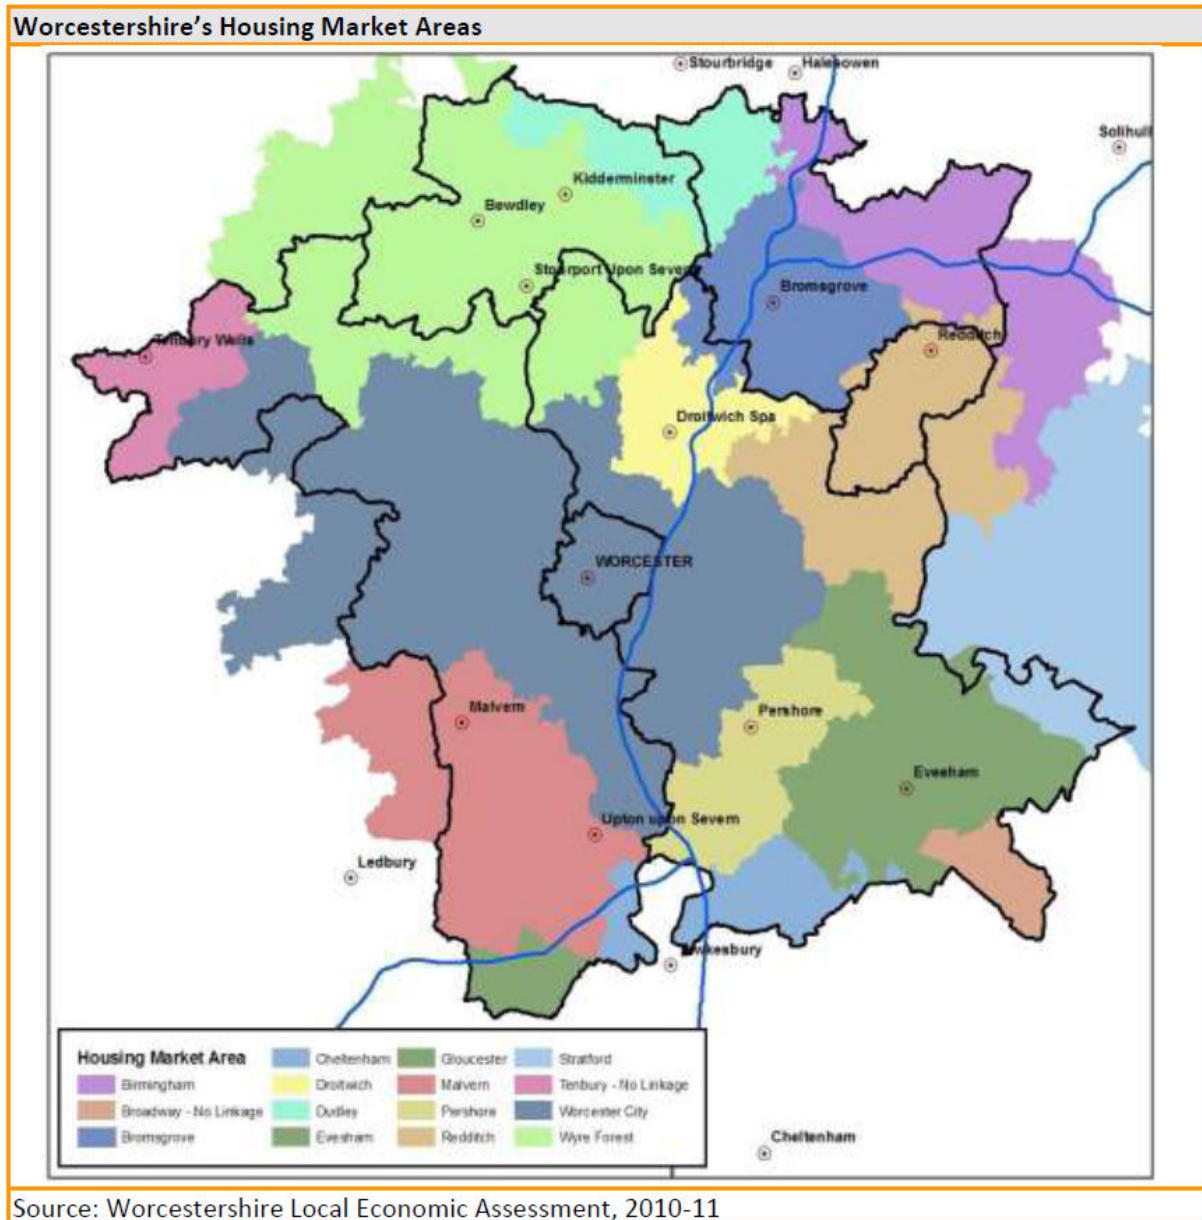 Worcestershire's Housing Market Areas
Stourbridge
Halesowen
Solihull
Kidderminster
Bewdley
Stourport Upon Severn
Bromsgrove
Tenbury Wells
Redditch
Droitwich Spa
WORCESTER
Malvern
Pershore
Evesham
Upton upon Severn
Ledbury
Tewkesbury
Cheltenham
Housing Market Area
Birmingham
Broadway - No Linkage
Bromsgrove
Cheltenham
Droitwich
Dudley
Evesham
Gloucester
Malvern
Pershore
Redditch
Stratford
Tenbury - No Linkage
Worcester City
Wyre Forest
Source: Worcestershire Local Economic Assessment, 2010-11